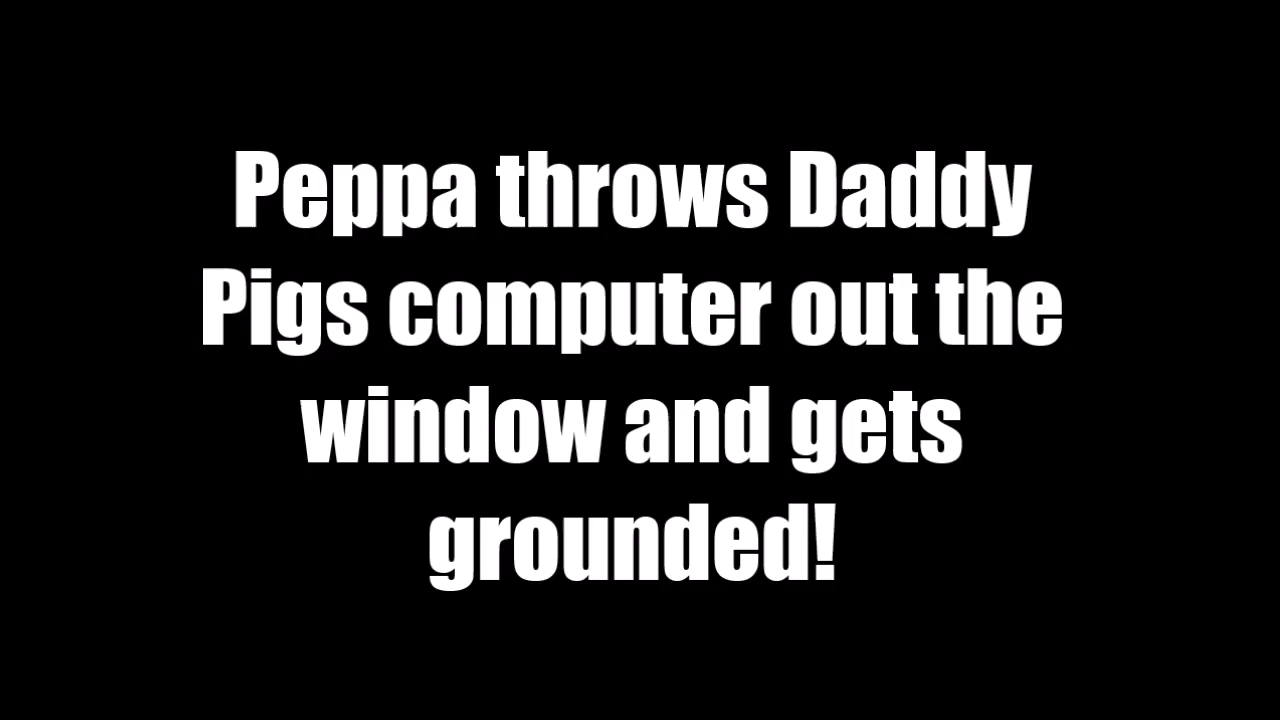 Peppa throws Daddy
Pigs computer out the
window and gets
grounded!